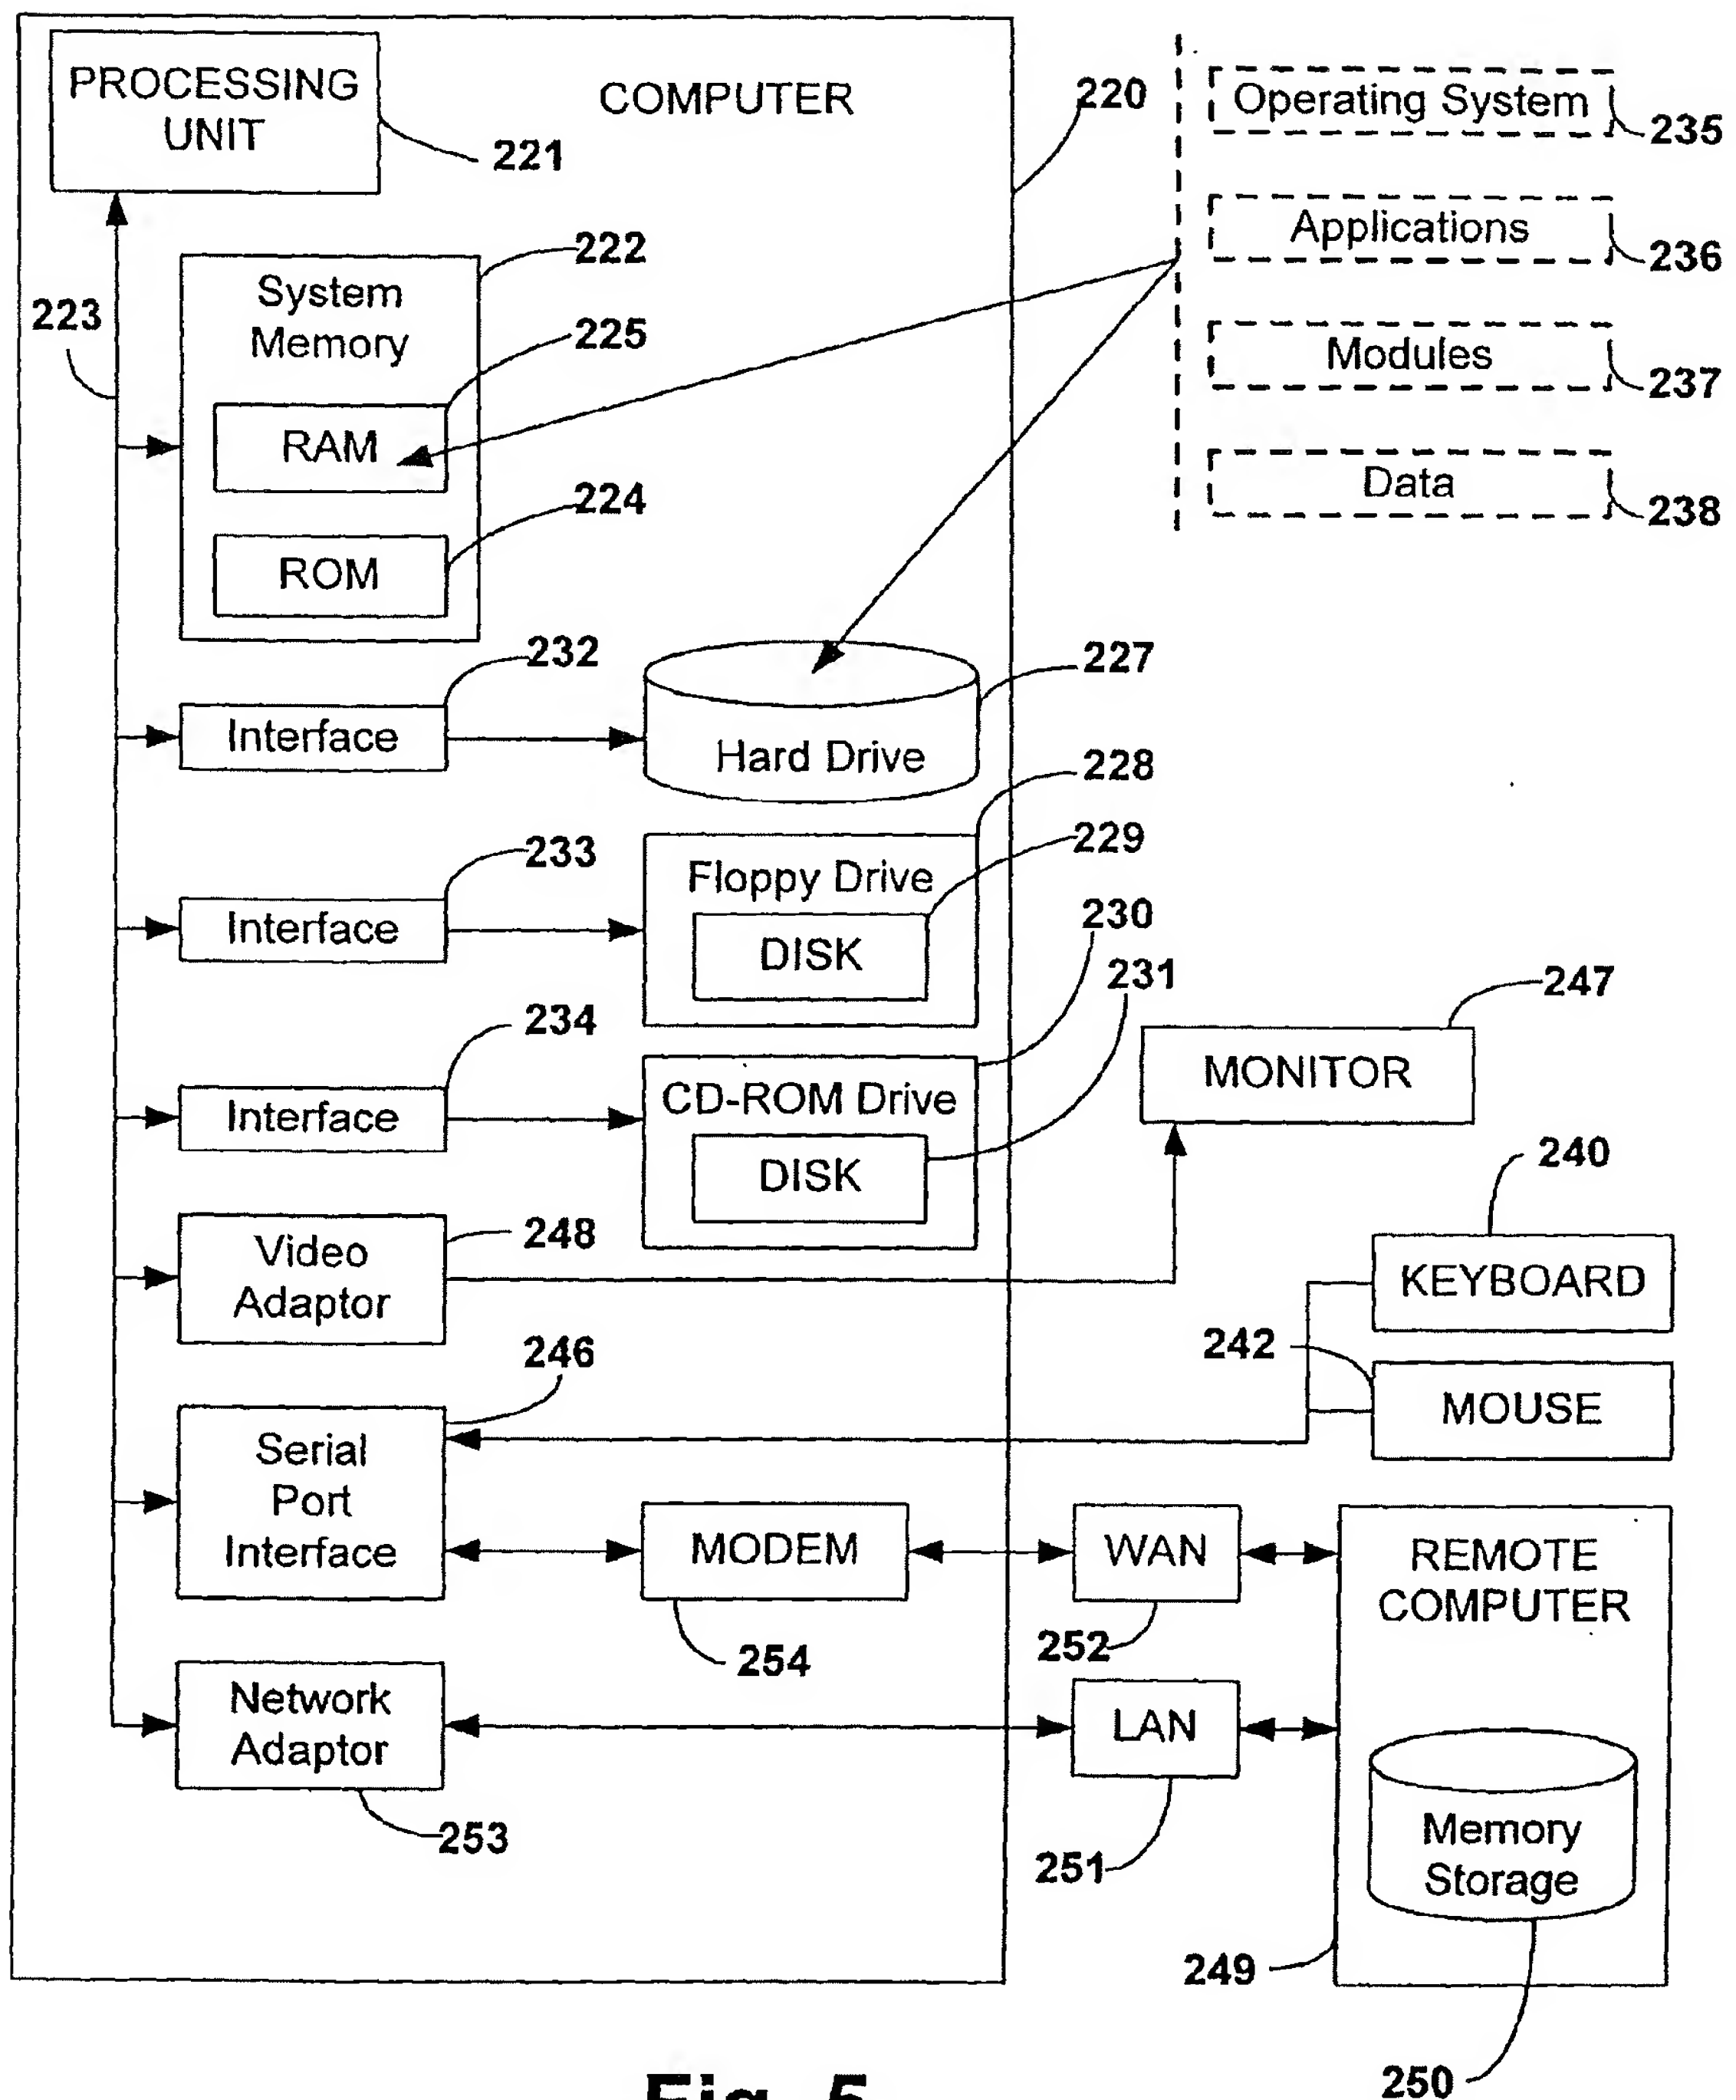 PROCESSING
UNIT
221
COMPUTER
220
Operating System
235
Applications
236
Modules
237
Data
238
223
222
System
Memory
225
RAM
224
ROM
232
Interface
227
Hard Drive
228
233
Interface
229
Floppy Drive
DISK
230
231
234
Interface
CD-ROM Drive
DISK
247
MONITOR
248
Video
Adaptor
240
KEYBOARD
242
MOUSE
246
Serial
Port
Interface
MODEM
254
WAN
252
REMOTE
COMPUTER
Network
Adaptor
253
LAN
251
Memory
Storage
249
250
Fig. 5